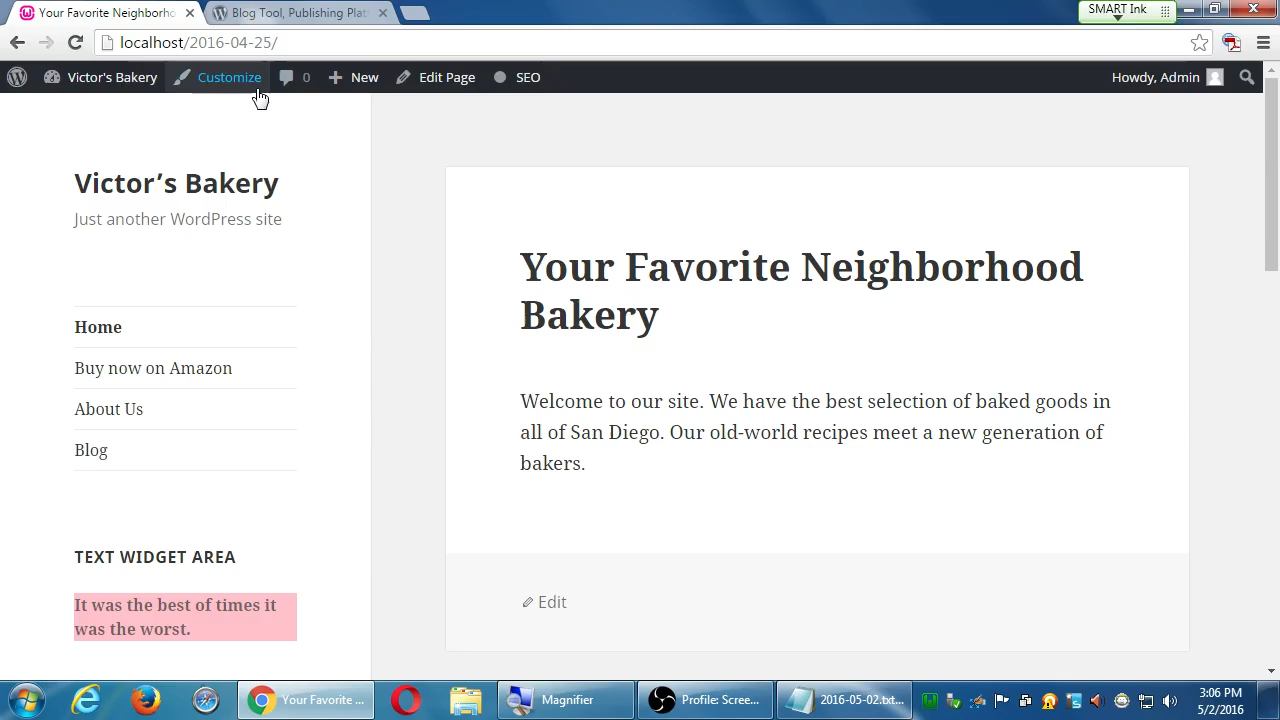 Your Favorite Neighborho
Blog Tool, Publishing Plat
SMART Ink
localhost/2016-04-25/
Victor's Bakery
Customize
0
New
Edit Page
SEO
Howdy, Admin
Victor's Bakery
Just another WordPress site
Home
Buy now on Amazon
About Us
Blog
TEXT WIDGET AREA
It was the best of times it
was the worst.
Your Favorite Neighborhood
Bakery
Welcome to our site. We have the best selection of baked goods in
all of San Diego. Our old-world recipes meet a new generation of
bakers.
Edit
Your Favorite ...
Magnifier
Profile: Scree...
2016-05-02.txt...
3:06 PM
5/2/2016